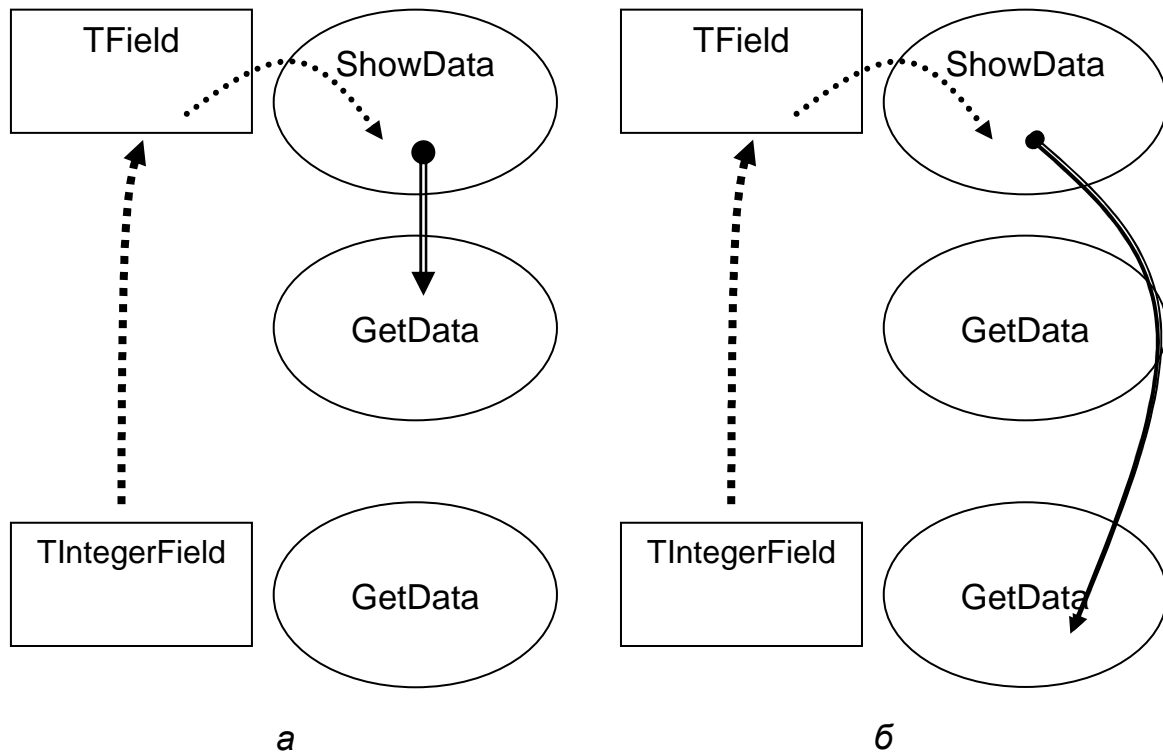 TField
ShowData
GetData
TIntegerField
GetData
а
TField
ShowData
GetData
TIntegerField
GetData
б